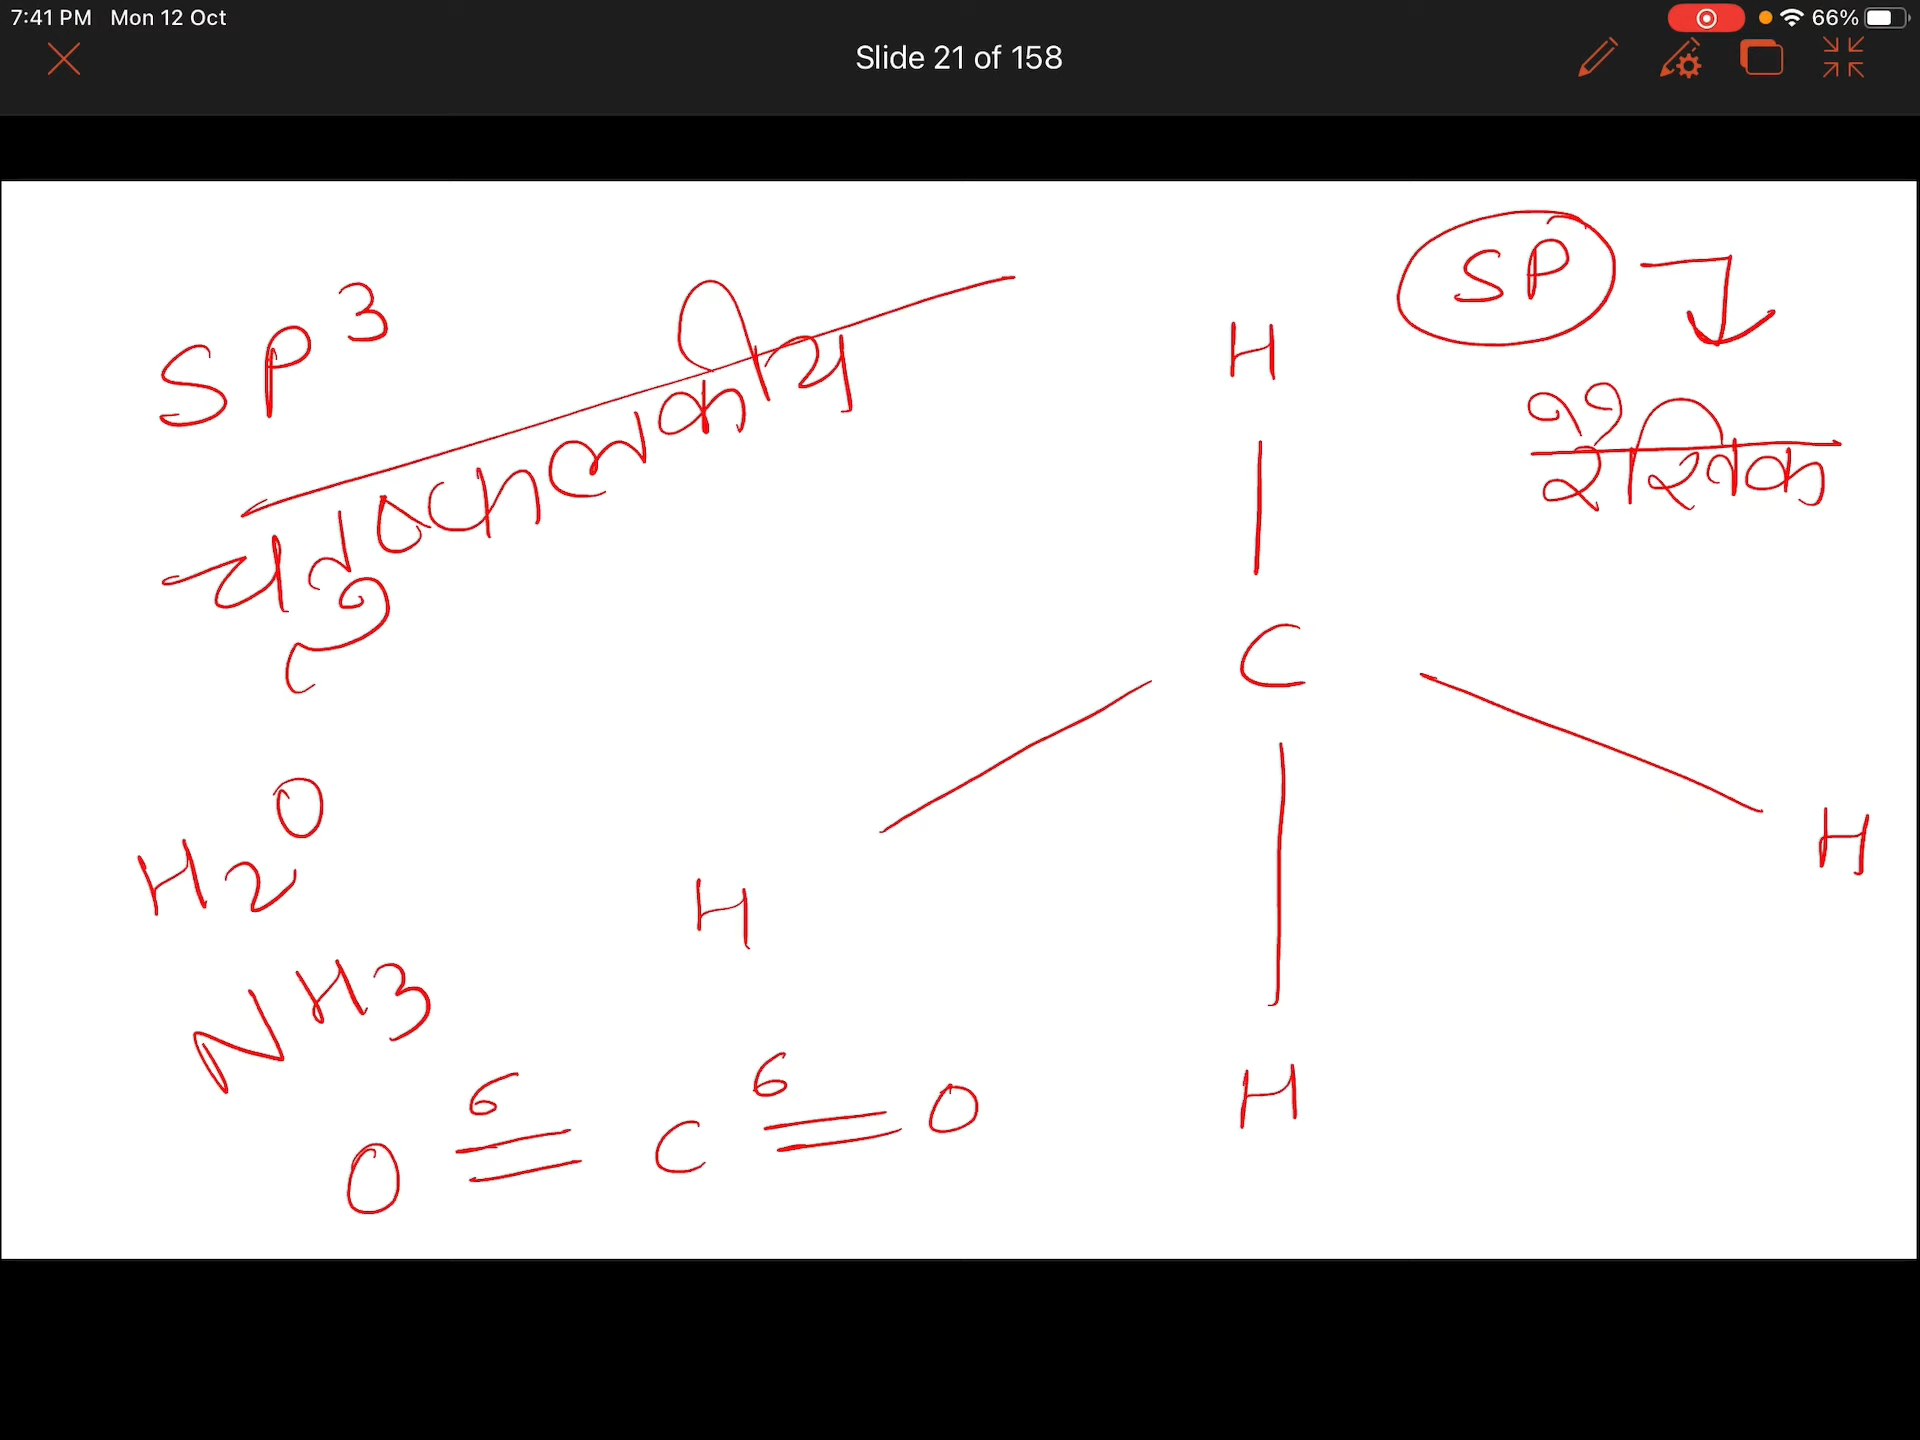 7:41 PM Mon 12 Oct
66%
Slide 21 of 158
SP³
चतुष्फलकीय
SP
रैखिक
H
C
H
H
H
H₂O
NH3
6 6
O = C = O